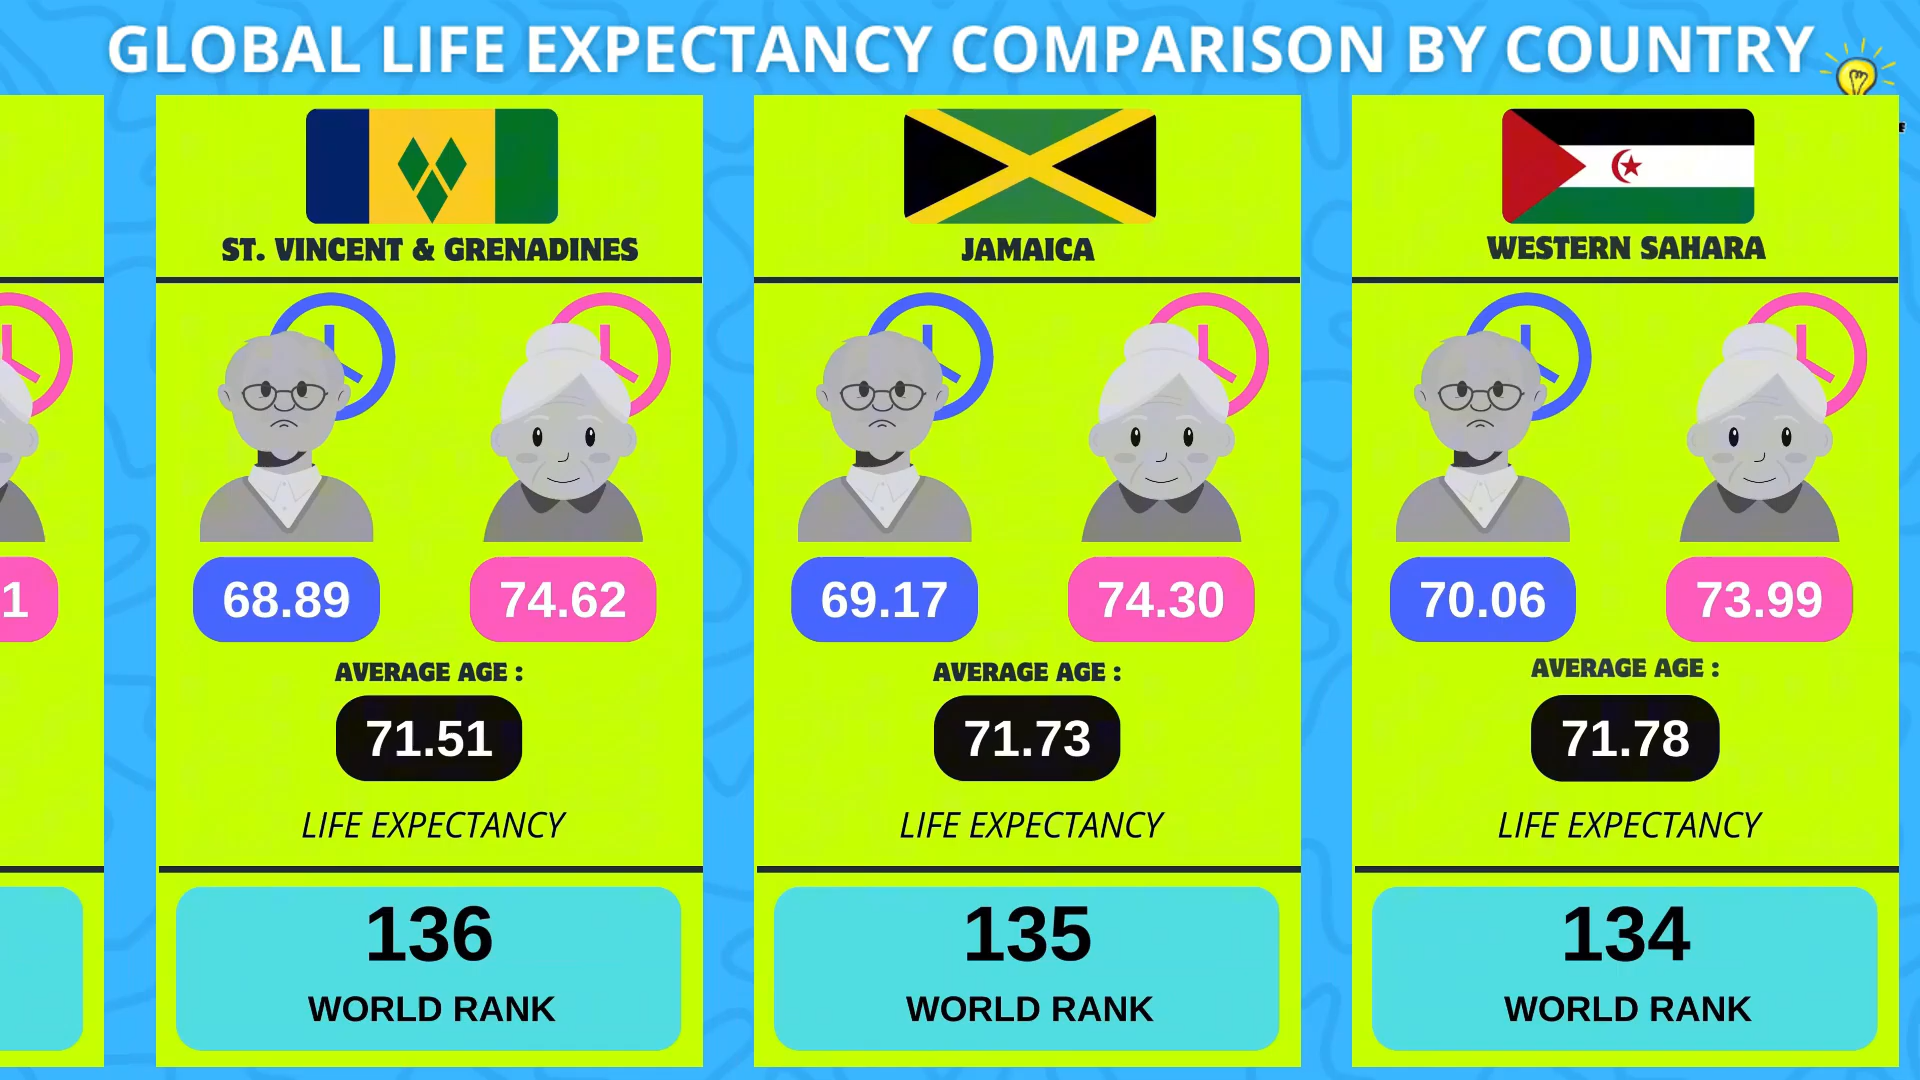 GLOBAL LIFE EXPECTANCY COMPARISON BY COUNTRY
1
ST. VINCENT & GRENADINES
68.89
74.62
AVERAGE AGE :
71.51
LIFE EXPECTANCY
136
WORLD RANK
JAMAICA
69.17
74.30
AVERAGE AGE :
71.73
LIFE EXPECTANCY
135
WORLD RANK
WESTERN SAHARA
70.06
73.99
AVERAGE AGE :
71.78
LIFE EXPECTANCY
134
WORLD RANK